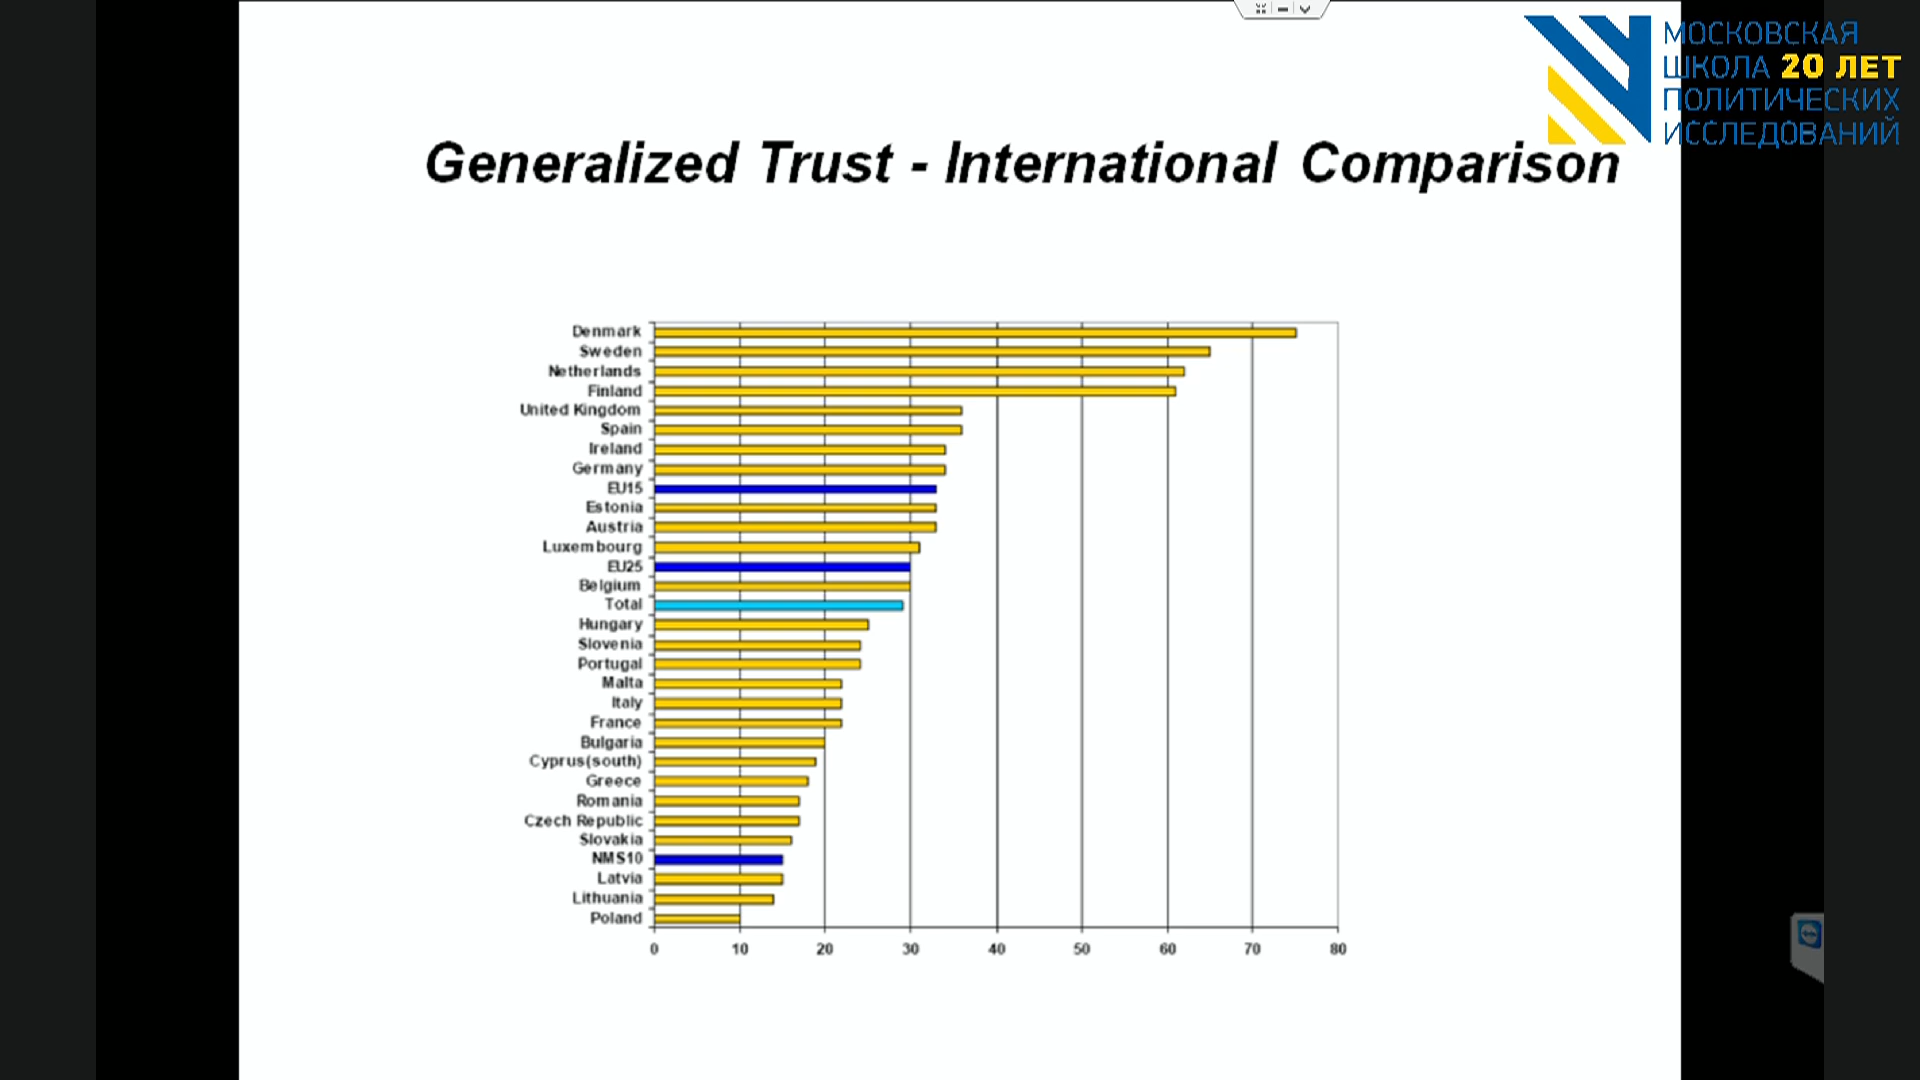 МОСКОВСКАЯ
ШКОЛА 20 ЛЕТ
ПОЛИТИЧЕСКИХ
ИССЛЕДОВАНИЙ
Generalized Trust - International Comparison
Denmark
Sweden
Netherlands
Finland
United Kingdom
Spain
Ireland
Germany
EU15
Estonia
Austria
Luxembourg
EU25
Belgium
Total
Hungary
Slovenia
Portugal
Malta
Italy
France
Bulgaria
Cyprus(south)
Greece
Romania
Czech Republic
Slovakia
NMS10
Latvia
Lithuania
Poland
0 10 20 30 40 50 60 70 80